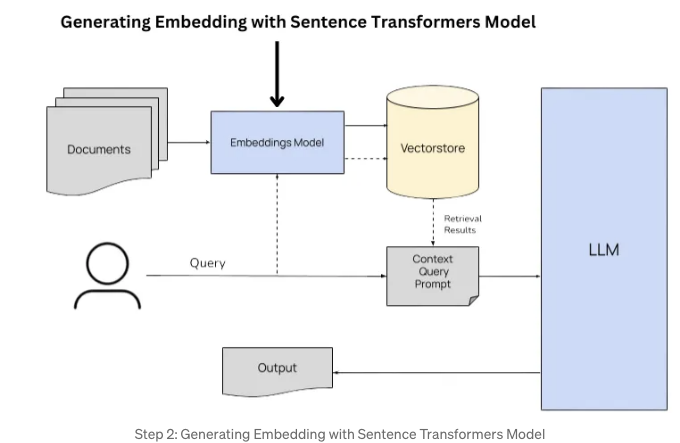 Generating Embedding with Sentence Transformers Model
Documents
Embeddings Model
Vectorstore
Retrieval
Results
Query
Context
Query
Prompt
LLM
Output
Step 2: Generating Embedding with Sentence Transformers Model